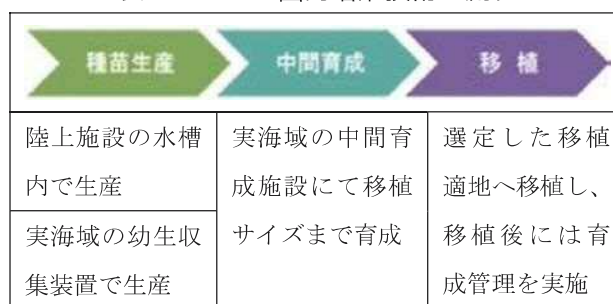 種苗生産
中間育成
移 植
陸上施設の水槽
内で生産
実海域の幼生収
集装置で生産
実海域の中間育
成施設にて移植
サイズまで育成
選定した移植
適地へ移植し、
移植後には育
成管理を実施